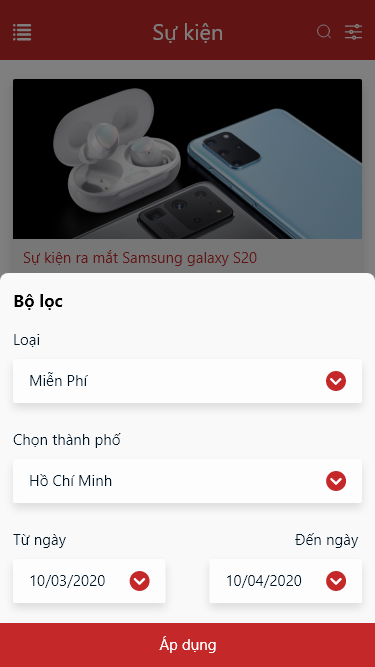 Sự kiện
Sự kiện ra mắt Samsung galaxy S20
Bộ lọc
Loại
Miễn Phí
Chọn thành phố
Hồ Chí Minh
Từ ngày
Đến ngày
10/03/2020
10/04/2020
Áp dụng